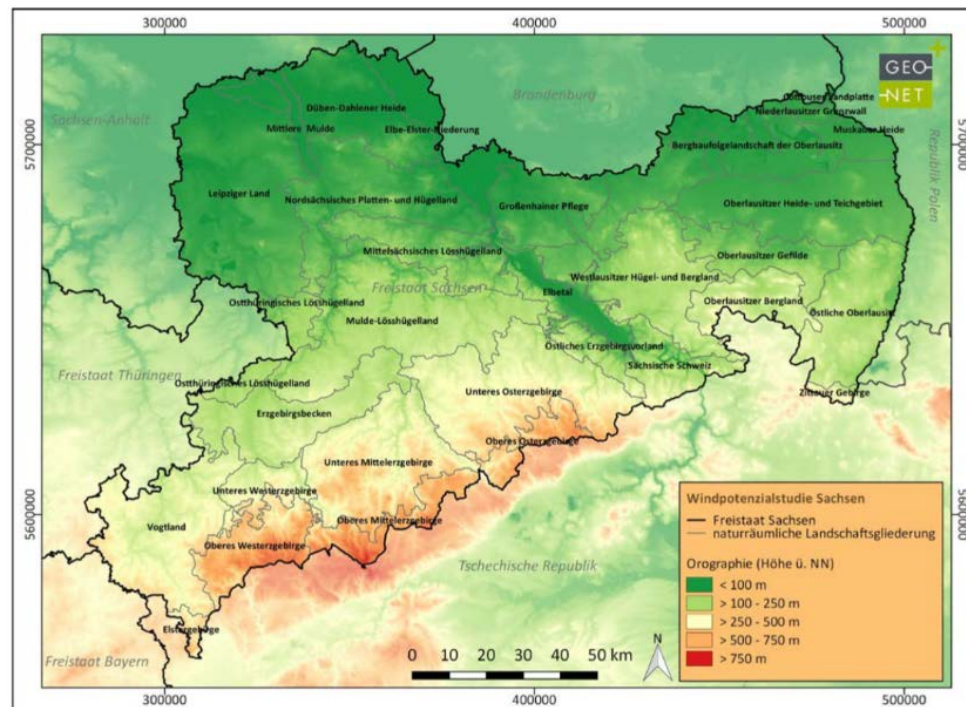 300000
400000
500000
GEO
NET
Brandenburg
Sachsen-Anhalt
Cottbuser Landplatte
Niederlausitzer Grenzwall
Muskauer Heide
Düben-Dahlener Heide
Mittlere Mulde
Elbe-Elster-Niederung
Bergbaufolgelandschaft der Oberlausitz
5700000
5700000
Republik Polen
Leipziger Land
Nordsächsisches Platten- und Hügelland
Großenhainer Pflege
Oberlausitzer Heide- und Teichgebiet
Mittelsächsisches Lösshügelland
Oberlausitzer Gefilde
Westlausitzer Hügel- und Bergland
Freistaat Sachsen
Elbetal
Ostthüringisches Lösshügelland
Oberlausitzer Bergland
Östliche Oberlausitz
Mulde-Lösshügelland
Östliches Erzgebirgsvorland
Sächsische Schweiz
Freistaat Thüringen
Ostthüringisches Lösshügelland
Unteres Osterzgebirge
Zittauer Gebirge
Erzgebirgsbecken
Oberes Osterzgebirge
Unteres Mittelerzgebirge
Unteres Westerzgebirge
Oberes Mittelerzgebirge
Vogtland
Oberes Westerzgebirge
5600000
5600000
Tschechische Republik
Elstergebirge
Freistaat Bayern
Windpotenzialstudie Sachsen
Freistaat Sachsen
naturräumliche Landschaftsgliederung
Orographie (Höhe ü. NN)
< 100 m
> 100 - 250 m
> 250 - 500 m
> 500 - 750 m
> 750 m
N
0 10 20 30 40 50 km
300000
400000
500000